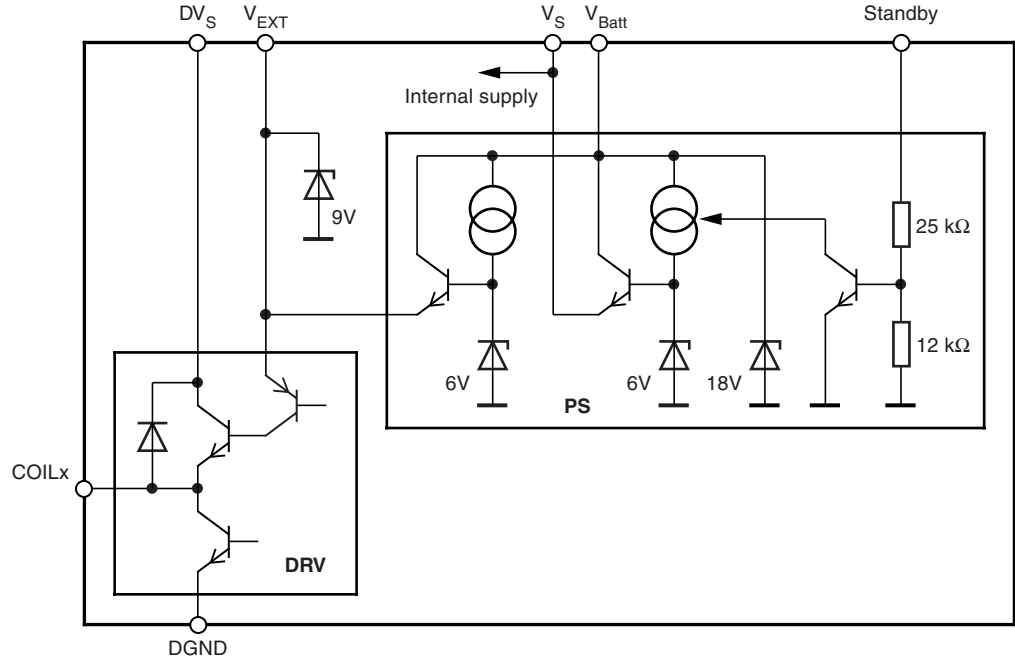 DVS
VEXT
VS
VBatt
Standby
Internal supply
9V
25 kΩ
12 kΩ
6V
6V
18V
PS
COILx
DRV
DGND